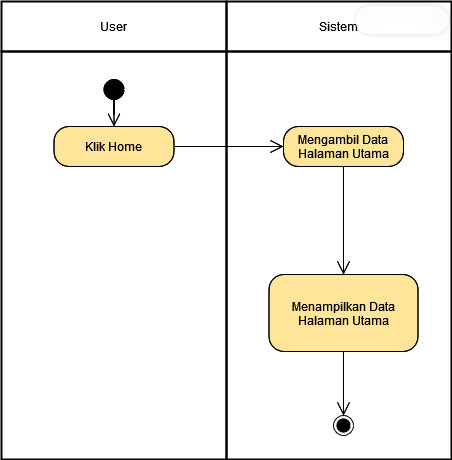 User
Sistem
Klik Home
Mengambil Data
Halaman Utama
Menampilkan Data
Halaman Utama